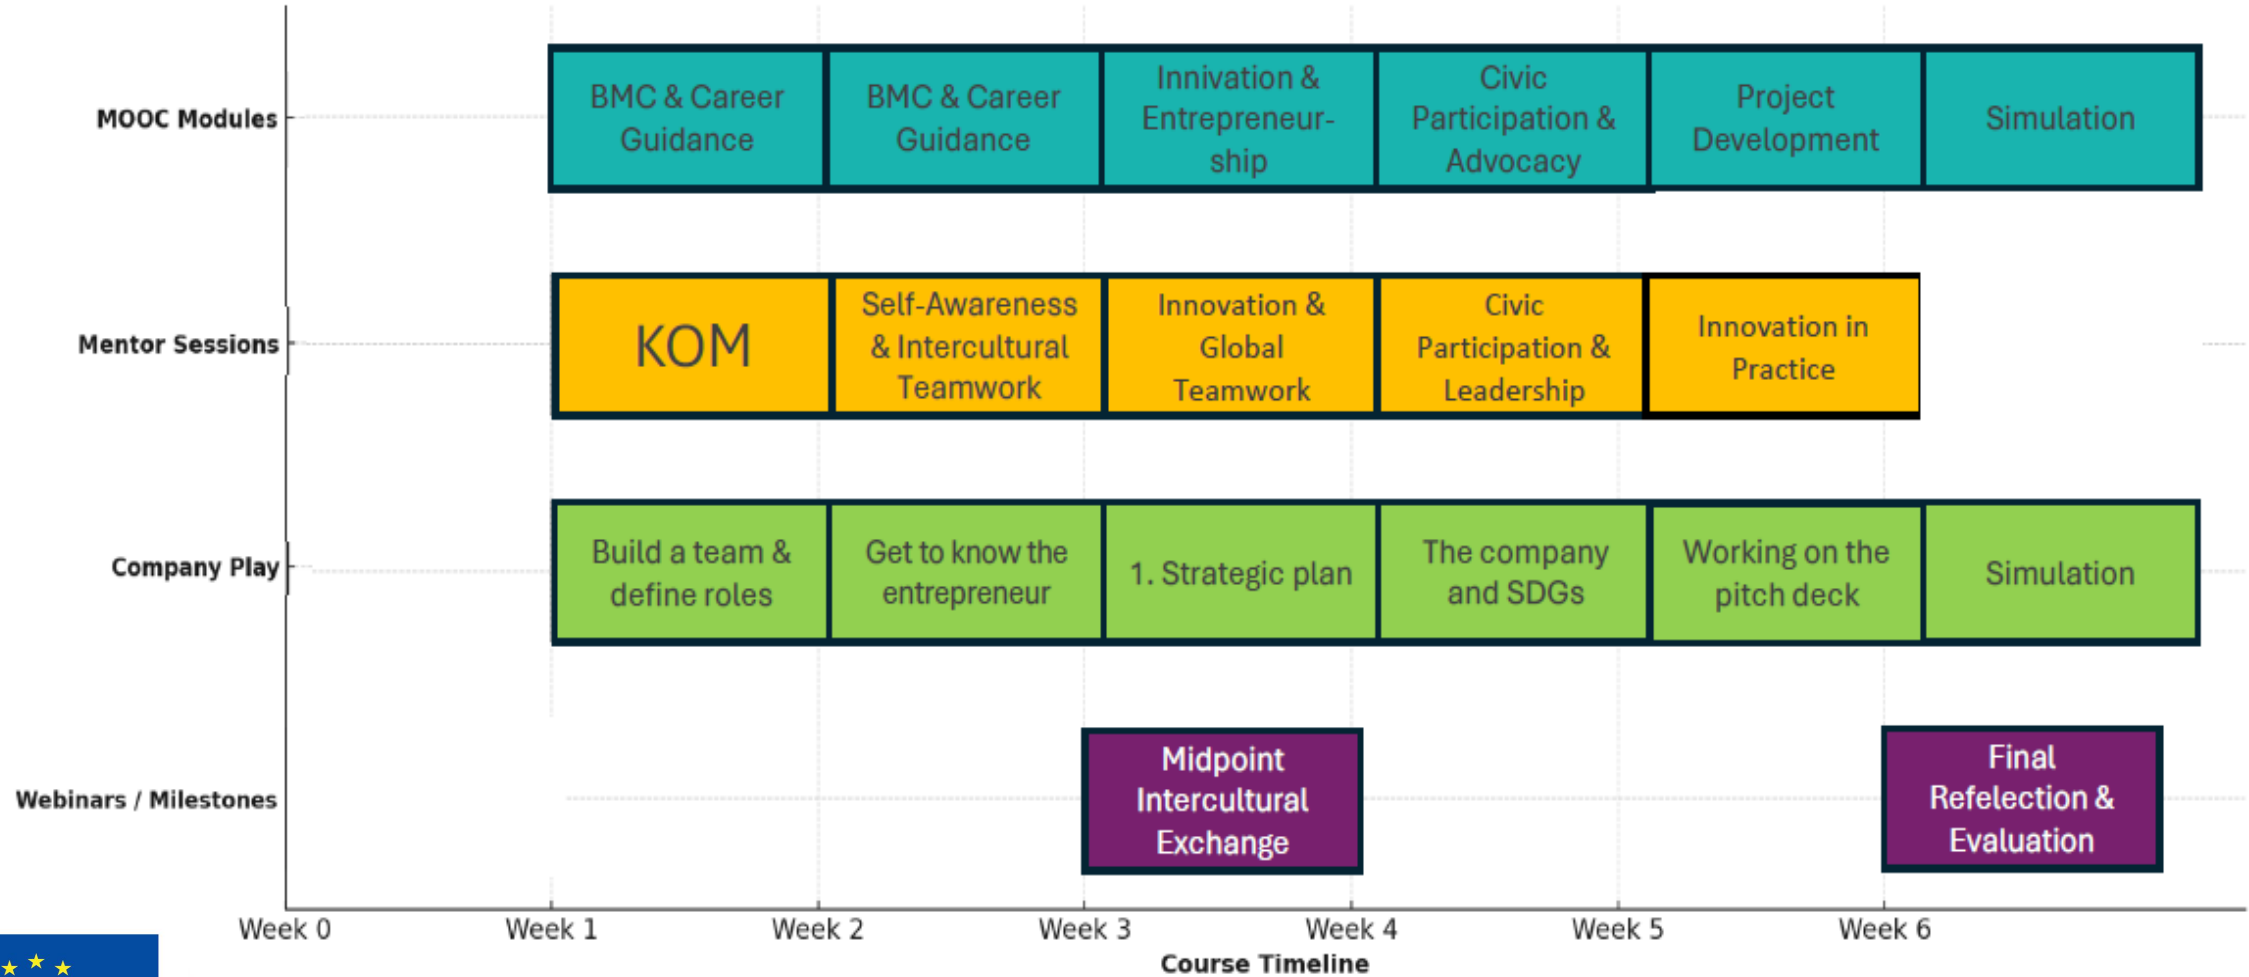 MOOC Modules
BMC & Career
Guidance
BMC & Career
Guidance
Innivation &
Entrepreneur-
ship
Civic
Participation &
Advocacy
Project
Development
Simulation
Mentor Sessions
KOM
Self-Awareness
& Intercultural
Teamwork
Innovation &
Global
Teamwork
Civic
Participation &
Leadership
Innovation in
Practice
Company Play
Build a team &
define roles
Get to know the
entrepreneur
1. Strategic plan
The company
and SDGs
Working on the
pitch deck
Simulation
Webinars / Milestones
Midpoint
Intercultural
Exchange
Final
Refelection &
Evaluation
Week 0
Week 1
Week 2
Week 3
Week 4
Week 5
Week 6
Course Timeline